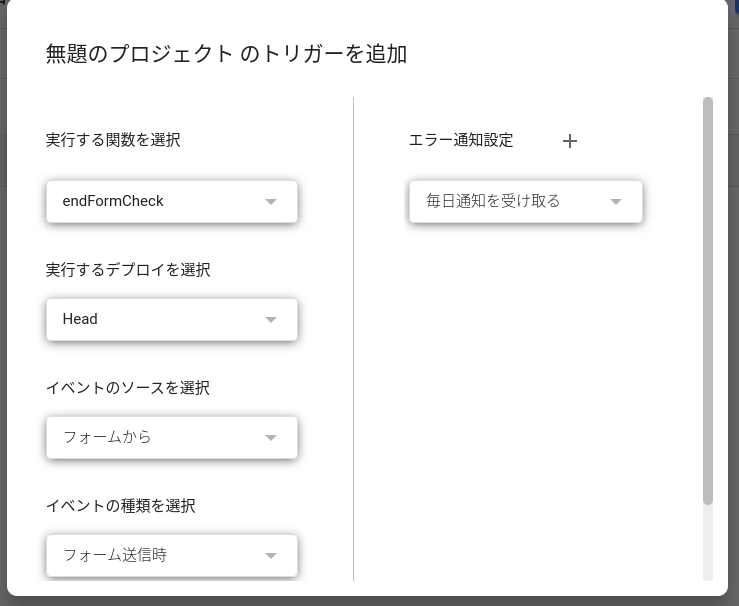 無題のプロジェクト のトリガーを追加
実行する関数を選択
endFormCheck
実行するデプロイを選択
Head
イベントのソースを選択
フォームから
イベントの種類を選択
フォーム送信時
エラー通知設定
毎日通知を受け取る